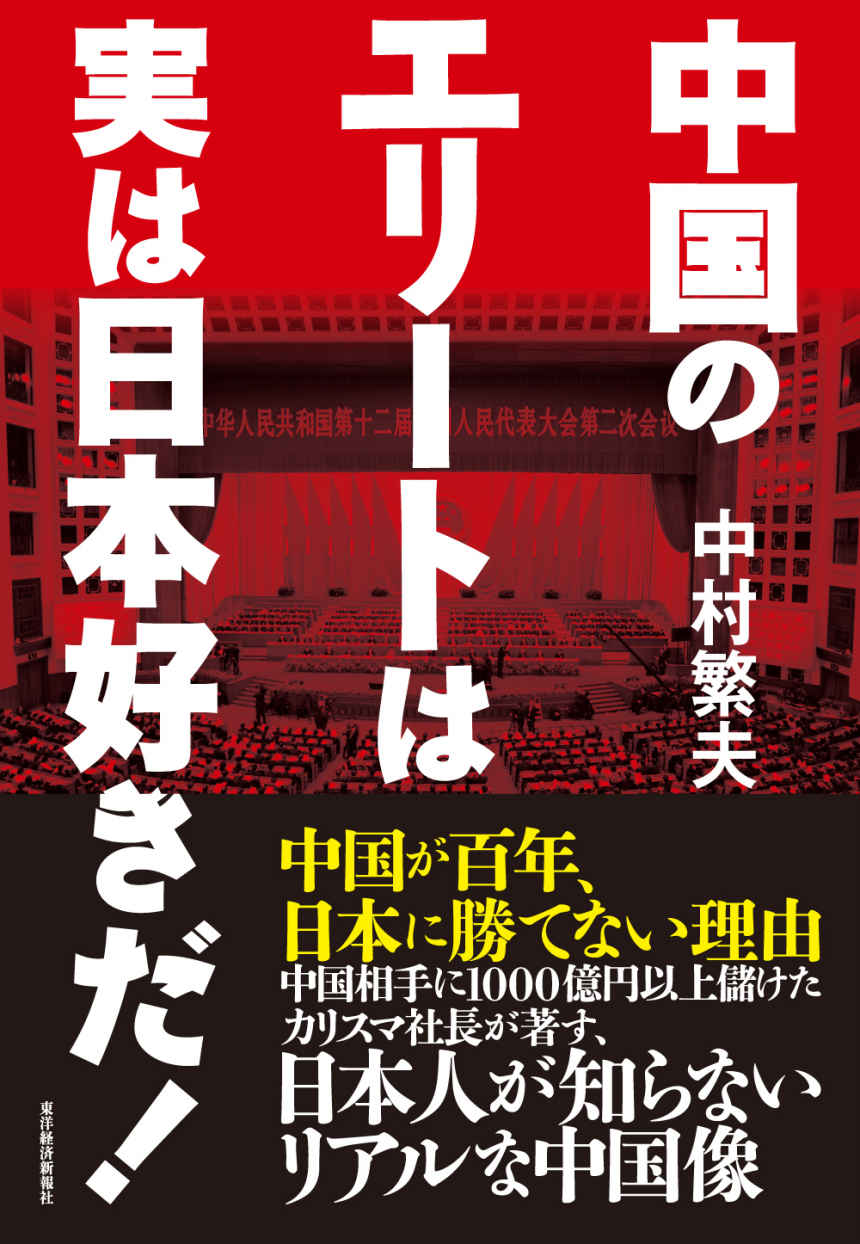 中国の
エリートは
実は日本好きだ!
中村繁夫
中华人民共和国第十二届
人民代表大会第二次会议
中国が百年、
日本に勝てない理由
中国相手に1000億円以上儲けた
カリスマ社長が著す、
日本人が知らない
リアルな中国像
東洋経済新報社